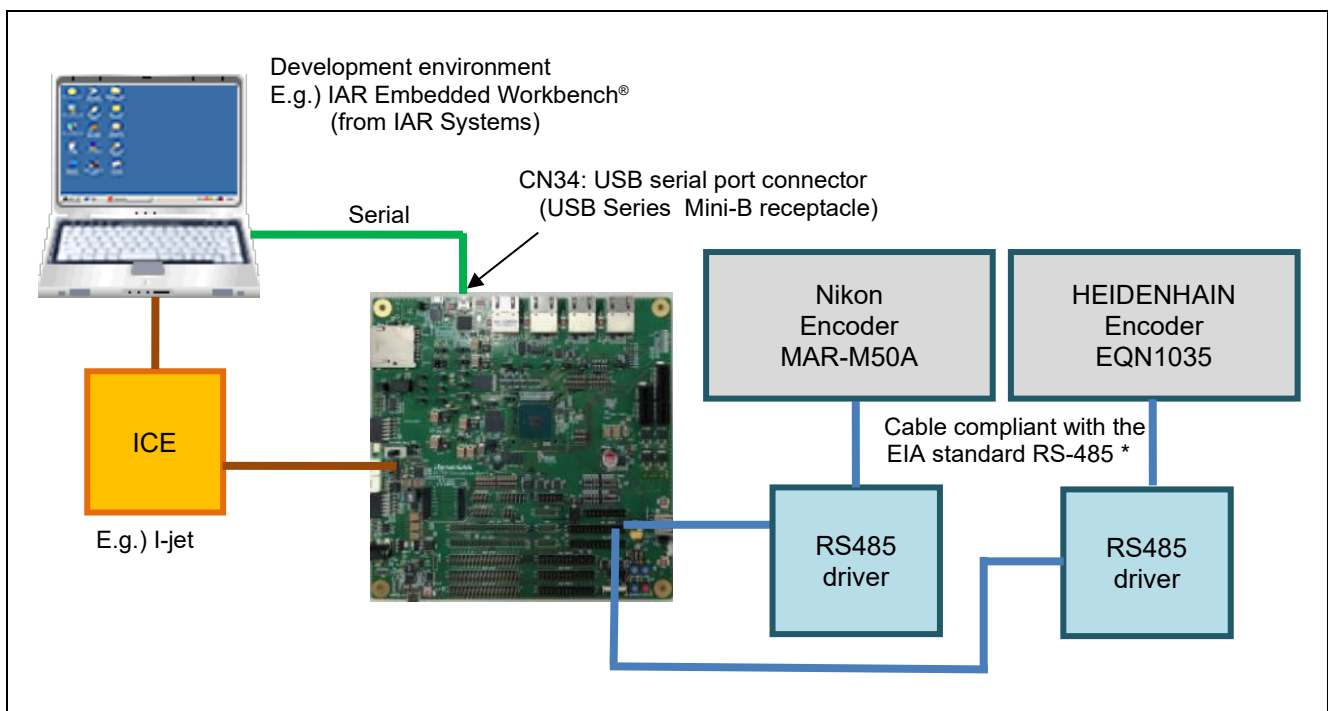 Development environment
E.g.) IAR Embedded Workbench®
(from IAR Systems)
CN34: USB serial port connector
(USB Series Mini-B receptacle)
Serial
Nikon
Encoder
MAR-M50A
HEIDENHAIN
Encoder
EQN1035
Cable compliant with the
EIA standard RS-485 *
ICE
E.g.) I-jet
RS485
driver
RS485
driver